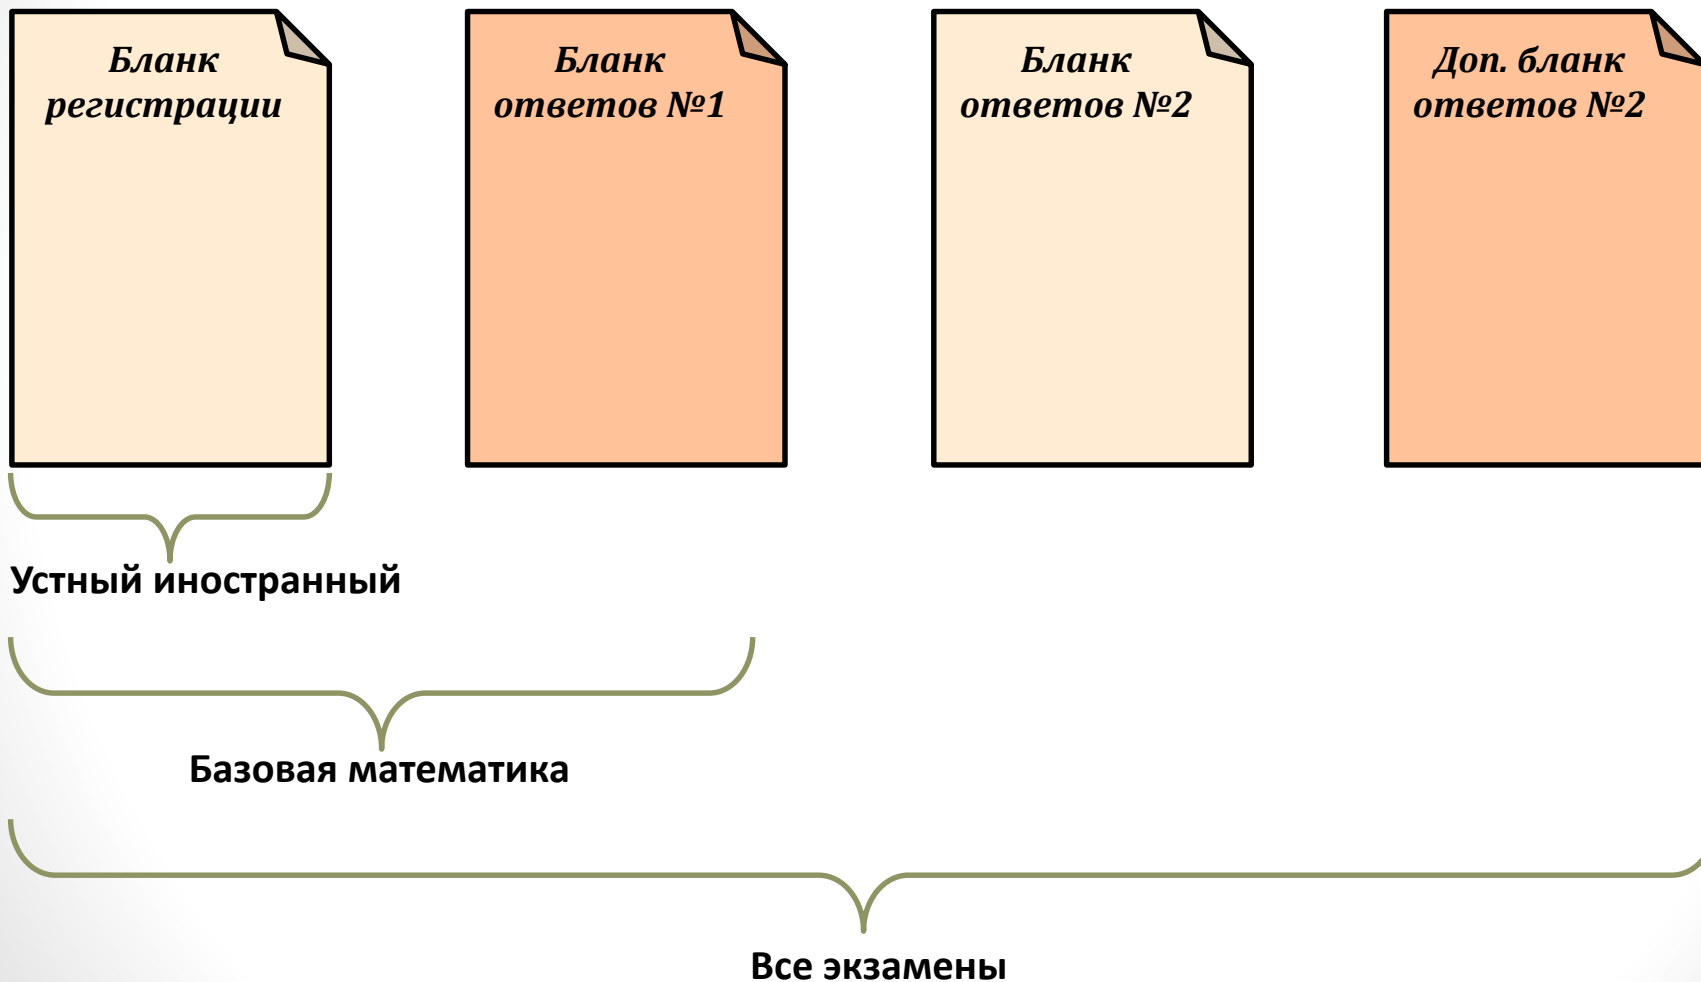 Бланк
регистрации
Бланк
ответов №1
Бланк
ответов №2
Доп. бланк
ответов №2
Устный иностранный
Базовая математика
Все экзамены